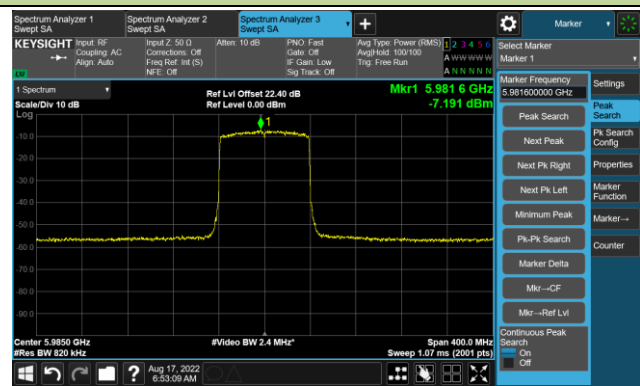 Spectrum Analyzer 1
Swept SA
Spectrum Analyzer 2
Swept SA
Spectrum Analyzer 3
Swept SA
Marker
KEYSIGHT
Input: RF
Coupling: AC
Align: Auto
Input Z: 50 Ω
Corrections: Off
Freq Ref: Int (S)
NFE: Off
Atten: 10 dB
PNO: Fast
Gate: Off
IF Gain: Low
Sig Track: Off
Avg Type: Power (RMS)
Avg|Hold: 100/100
Trig: Free Run
1 2 3 4 5 6
A W W W W W
A N N N N N
Select Marker
Marker 1
LXI
1 Spectrum
Scale/Div 10 dB
Log
Ref Lvl Offset 22.40 dB
Ref Level 0.00 dBm
Mkr1 5.981 6 GHz
-7.191 dBm
1
-10.0
-20.0
-30.0
-40.0
-50.0
-60.0
-70.0
-80.0
-90.0
Center 5.9850 GHz
#Res BW 820 kHz
#Video BW 2.4 MHz*
Span 400.0 MHz
Sweep 1.07 ms (2001 pts)
Marker Frequency
5.981600000 GHz
Peak Search
Next Peak
Next Pk Right
Next Pk Left
Minimum Peak
Pk-Pk Search
Marker Delta
Mkr→CF
Mkr→Ref Lvl
Continuous Peak
Search
On
Off
Settings
Peak
Search
Pk Search
Config
Properties
Marker
Function
Marker→
Counter
?
Aug 17, 2022
6:53:09 AM